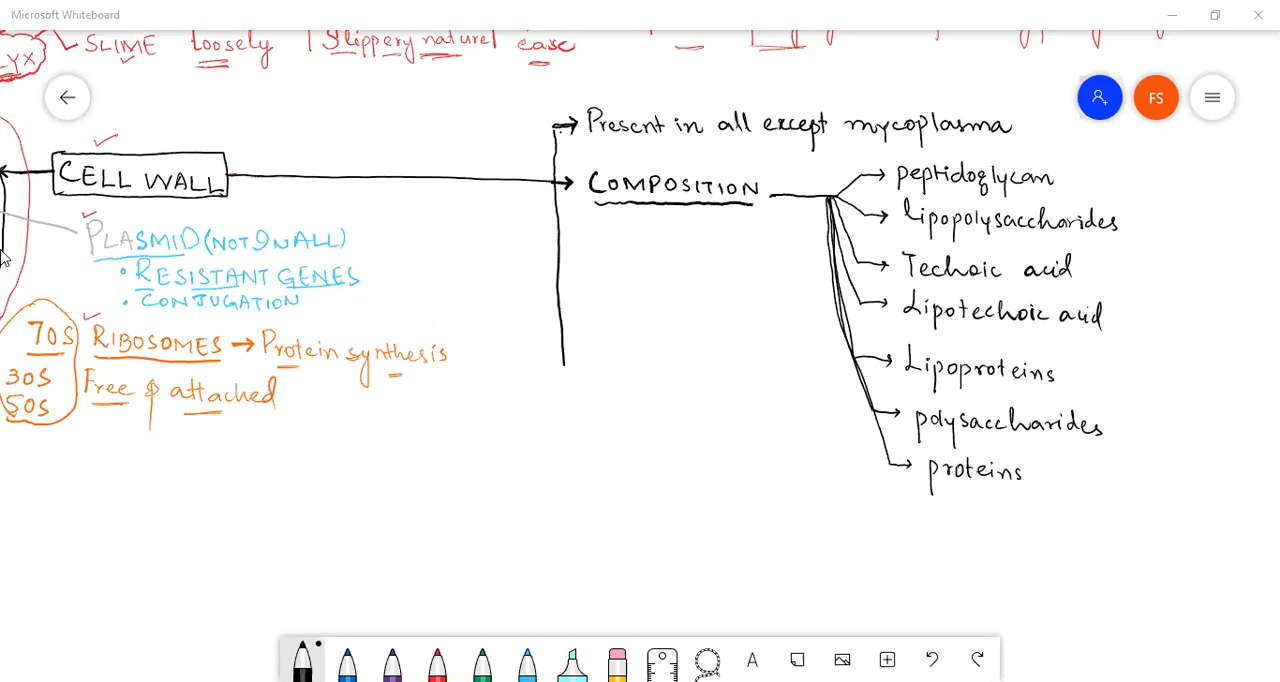 Microsoft Whiteboard
YX
SLIME loosely Slippery nature ease
FS
Present in all except mycoplasma
CELL WALL
COMPOSITION
peptidoglycan
lipopolysaccharides
Techoic acid
Lipotechoic acid
Lipoproteins
polysaccharides
proteins
PLASMID (NOT IN ALL)
• RESISTANT GENES
• CONJUGATION
70S RIBOSOMES → Protein synthesis
30S
50S
Free & attached
A